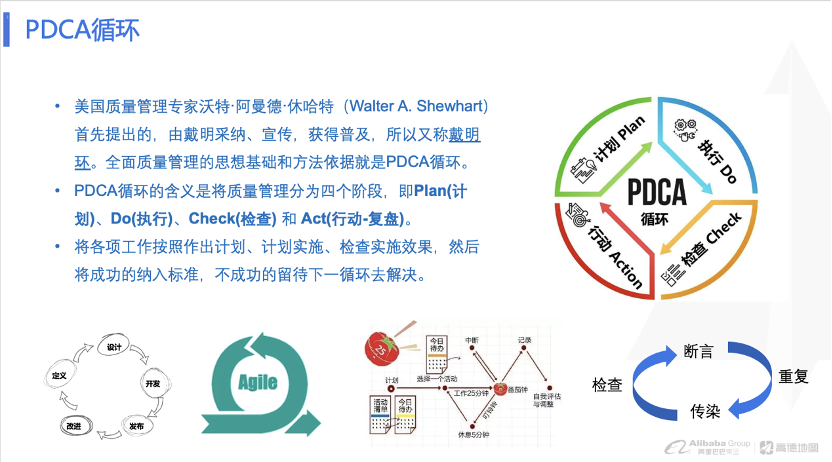 PDCA循环
• 美国质量管理专家沃特·阿曼德·休哈特（Walter A. Shewhart）
首先提出的，由戴明采纳、宣传，获得普及，所以又称戴明
环。全面质量管理的思想基础和方法依据就是PDCA循环。
• PDCA循环的含义是将质量管理分为四个阶段，即Plan(计
划)、Do(执行)、Check(检查) 和 Act(行动-复盘)。
• 将各项工作按照作出计划、计划实施、检查实施效果，然后
将成功的纳入标准，不成功的留待下一循环去解决。
计划 Plan
执行 Do
PDCA
循环
行动 Action
检查 Check
设计
定义
开发
改进
发布
Agile
25
今日
待办
中断
记录
计划
选择一个活动
工作25分钟
番茄钟
自我评估
与调整
活动
清单
今日
待办
叮铃铃
休息5分钟
断言
检查
重复
传染
Alibaba Group
阿里巴巴集团
高德地图